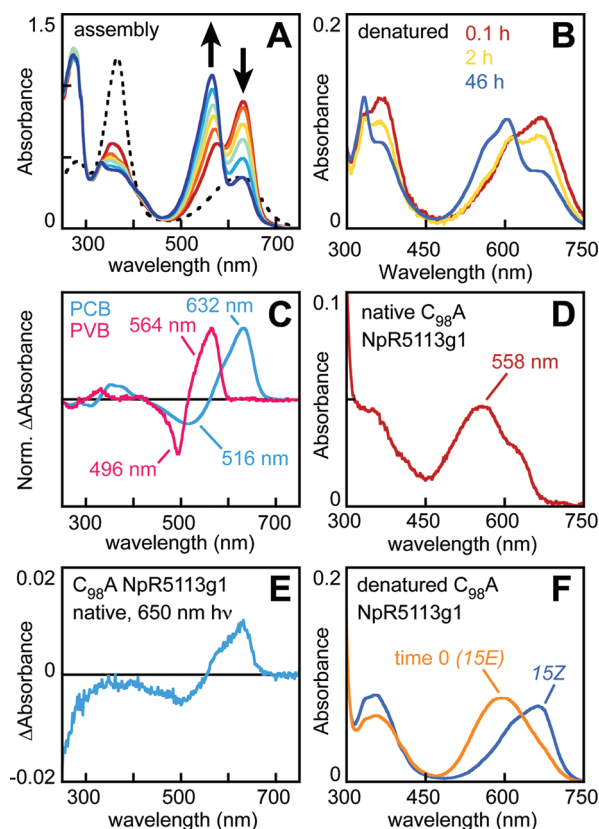 1.5
assembly
A
Absorbance
0
300
500
700
wavelength (nm)
0.2
denatured
B
0.1 h
2 h
46 h
Absorbance
0
300
450
600
750
Wavelength (nm)
PCB
PVB
632 nm
C
564 nm
496 nm
516 nm
Norm. ΔAbsorbance
300
500
700
wavelength (nm)
0.1
native C98A
NpR5113g1
D
558 nm
Absorbance
0
300
450
600
750
wavelength (nm)
0.02
C98A NpR5113g1
native, 650 nm hν
E
ΔAbsorbance
0
-0.02
300
500
700
wavelength (nm)
0.2
denatured C98A
NpR5113g1
F
time 0 (15E)
15Z
Absorbance
0
300
450
600
750
wavelength (nm)